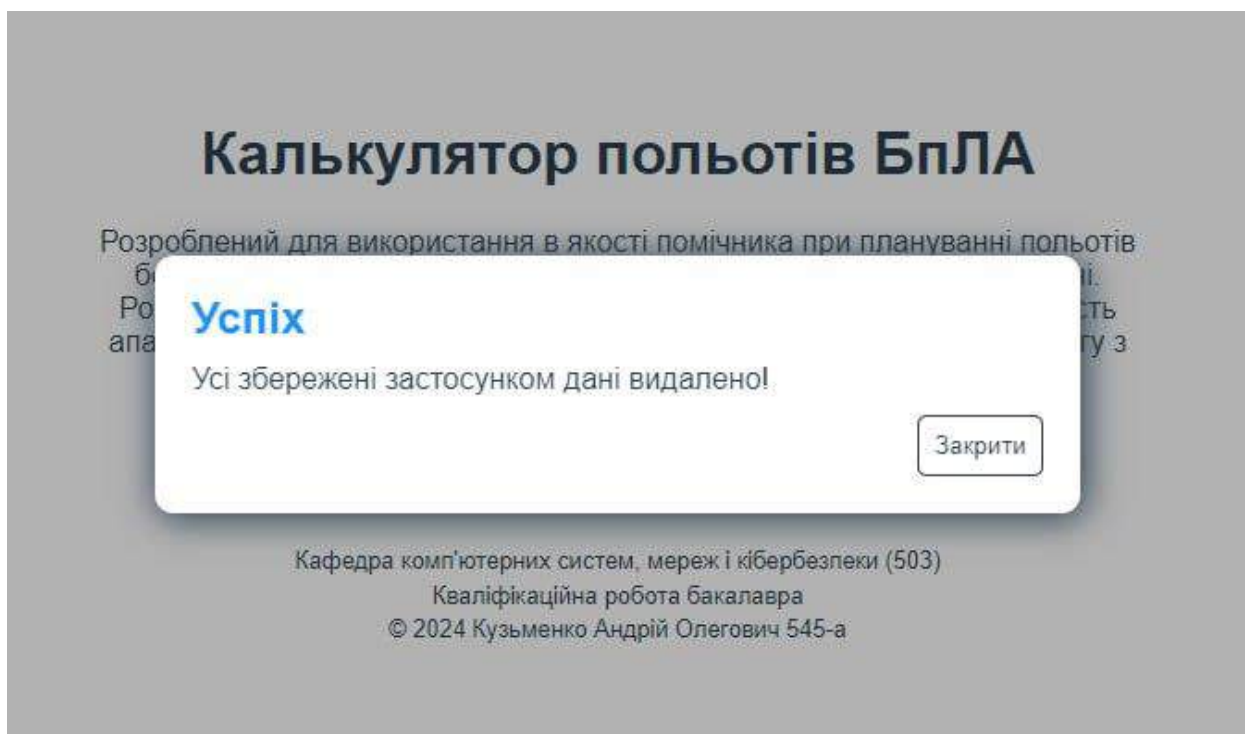 Калькулятор польотів БпЛА
Розроблений для використання в якості помічника при плануванні польотів
Успіх
Усі збережені застосунком дані видалено!
Закрити
Кафедра комп'ютерних систем, мереж і кібербезпеки (503)
Кваліфікаційна робота бакалавра
© 2024 Кузьменко Андрій Олегович 545-а